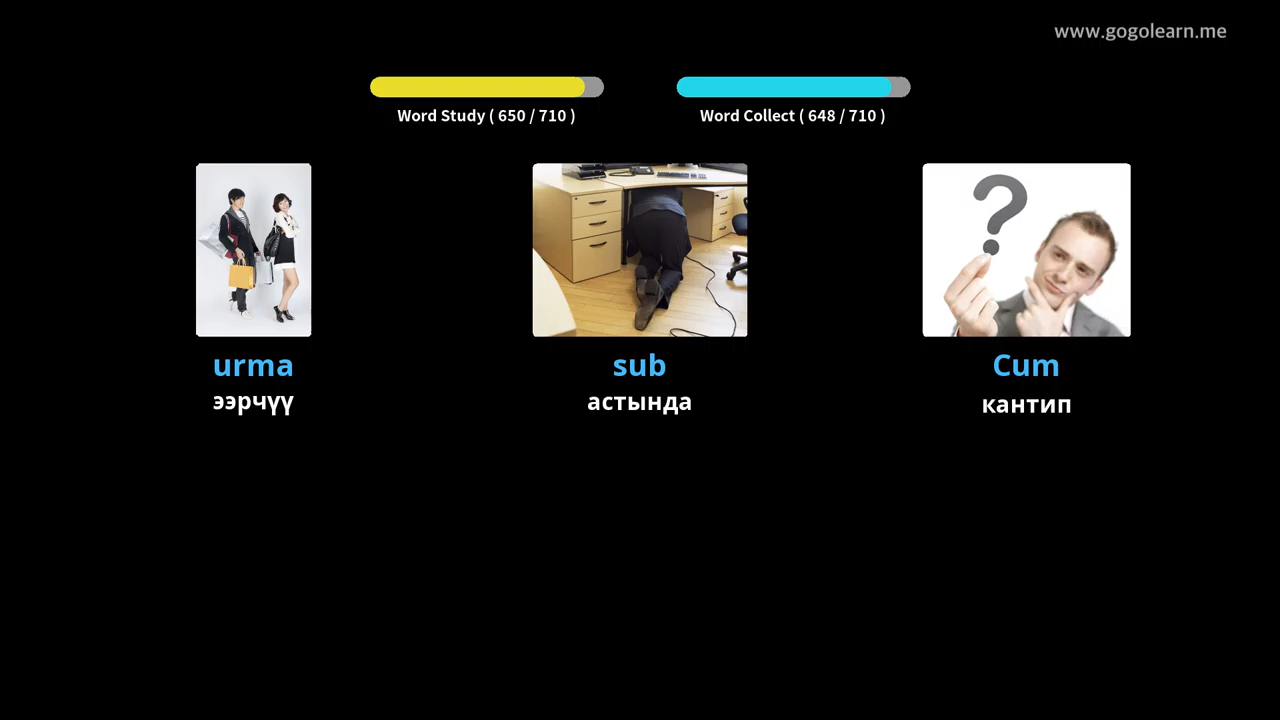 www.gogolearn.me
Word Study ( 650 / 710 )
Word Collect ( 648 / 710 )
urma
ээрчүү
sub
астында
Cum
кантип